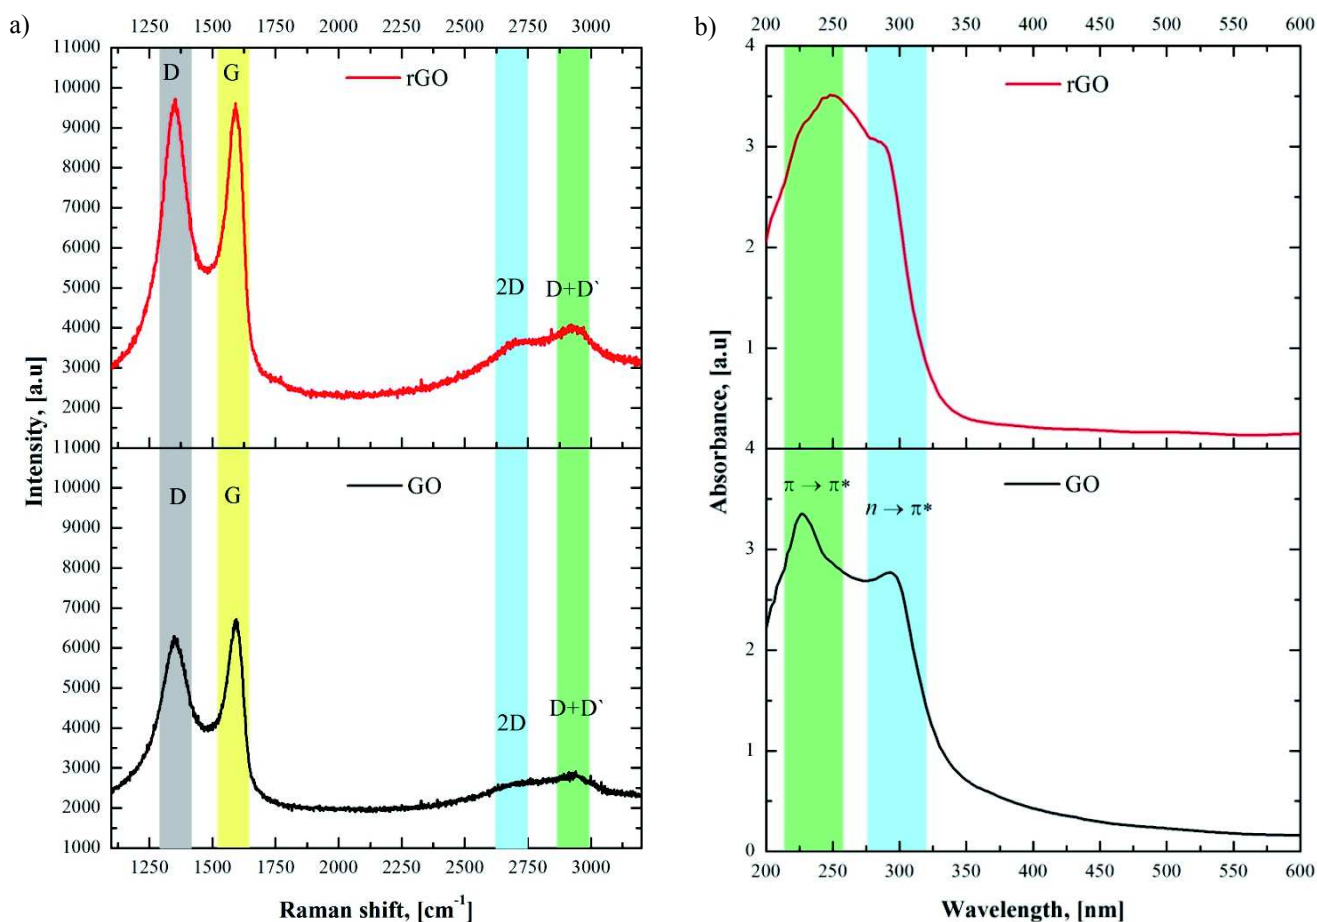 a)
1250 1500 1750 2000 2250 2500 2750 3000
11000
10000
9000
8000
7000
6000
5000
4000
3000
2000
11000
10000
9000
8000
7000
6000
5000
4000
3000
2000
1000
D G rGO
2D D+D`
D G GO
2D D+D`
1250 1500 1750 2000 2250 2500 2750 3000
Intensity, [a.u]
Raman shift, [cm-1]
b)
200 250 300 350 400 450 500 550 600
4
3
2
1
4
3
2
1
0
rGO
GO
π → π*
n → π*
200 250 300 350 400 450 500 550 600
Absorbance, [a.u]
Wavelength, [nm]